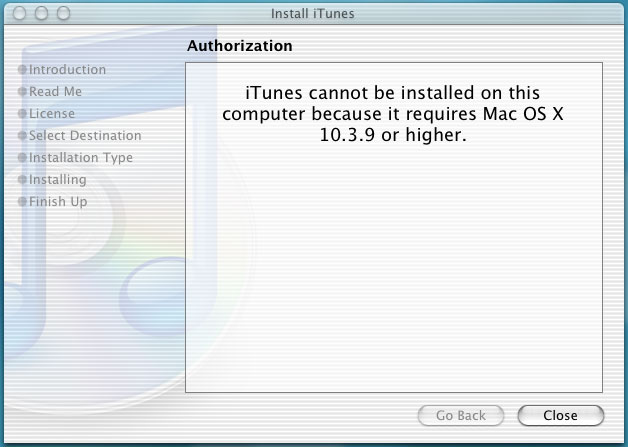 Install iTunes
Authorization
Introduction
Read Me
License
Select Destination
Installation Type
Installing
Finish Up
iTunes cannot be installed on this
computer because it requires Mac OS X
10.3.9 or higher.
Go Back
Close